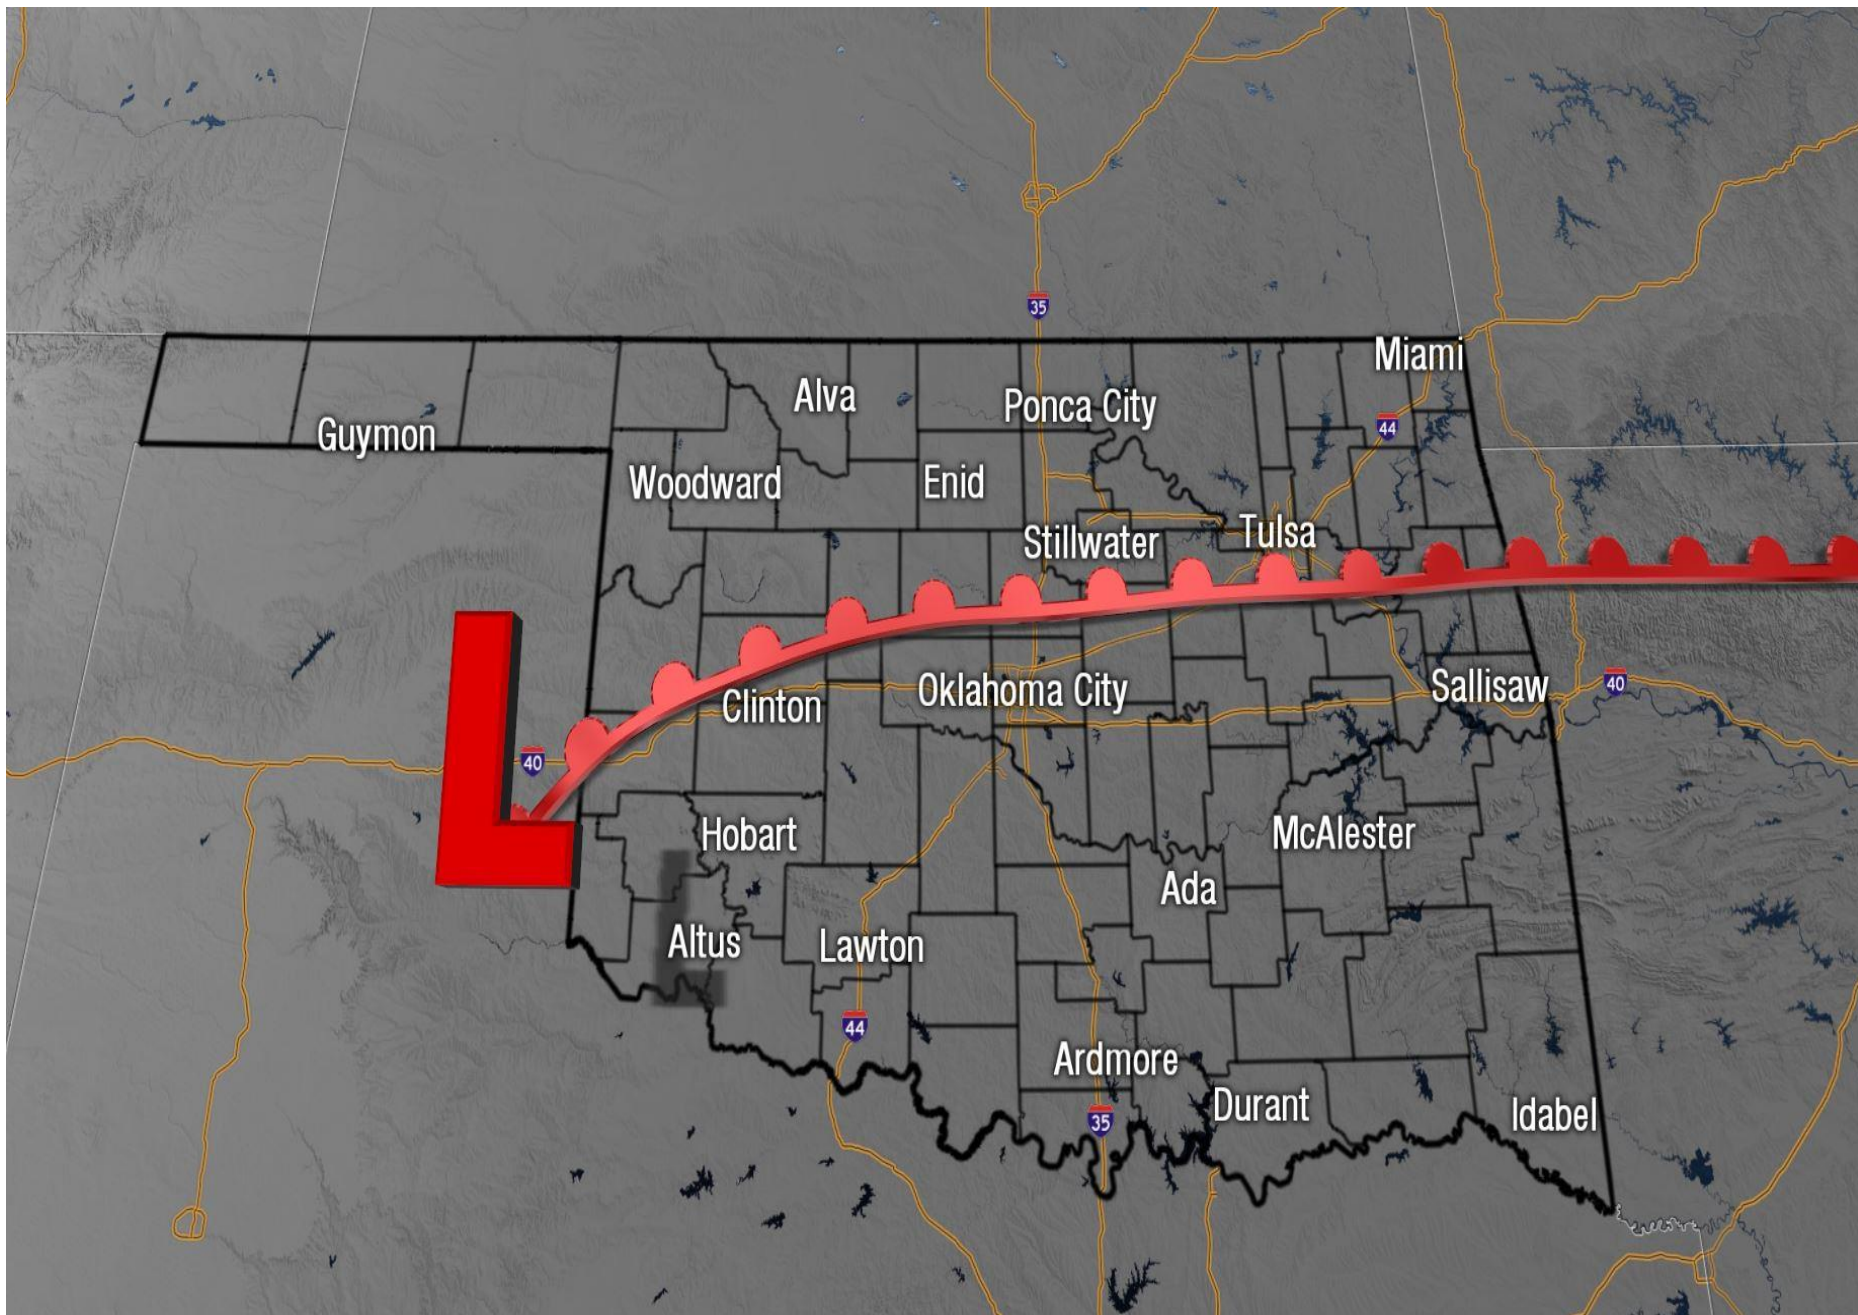 35
Miami
Alva
Ponca City
44
Guymon
Woodward
Enid
Tulsa
Stillwater
L
Clinton
Oklahoma City
Sallisaw
40
40
Hobart
McAlester
Ada
Altus
Lawton
44
Ardmore
35
Durant
Idabel